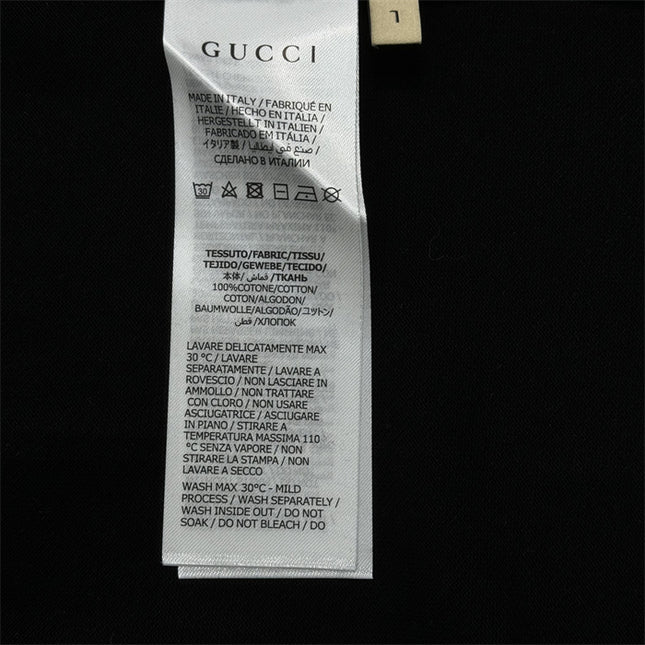 L
GUCCI
MADE IN ITALY / FABRIQUÉ EN
ITALIE / HECHO EN ITALIA /
HERGESTELLT IN ITALIEN /
FABRICADO EM ITÁLIA /
イタリア製 / صنع في ايطاليا /
СДЕЛАНО В ИТАЛИИ
30
TESSUTO/FABRIC/TISSU/
TEJIDO/GEWEBE/TECIDO/
本体/ قماش /ТКАНЬ
100%COTONE/COTTON/
COTON/ALGODON/
BAUMWOLLE/ALGODÃO/コットン/
قطن /ХЛОПОК
LAVARE DELICATAMENTE MAX
30 °C / LAVARE
SEPARATAMENTE / LAVARE A
ROVESCIO / NON LASCIARE IN
AMMOLLO / NON TRATTARE
CON CLORO / NON USARE
ASCIUGATRICE / ASCIUGARE
IN PIANO / STIRARE A
TEMPERATURA MASSIMA 110
°C SENZA VAPORE / NON
STIRARE LA STAMPA / NON
LAVARE A SECCO
WASH MAX 30°C - MILD
PROCESS / WASH SEPARATELY /
WASH INSIDE OUT / DO NOT
SOAK / DO NOT BLEACH / DO